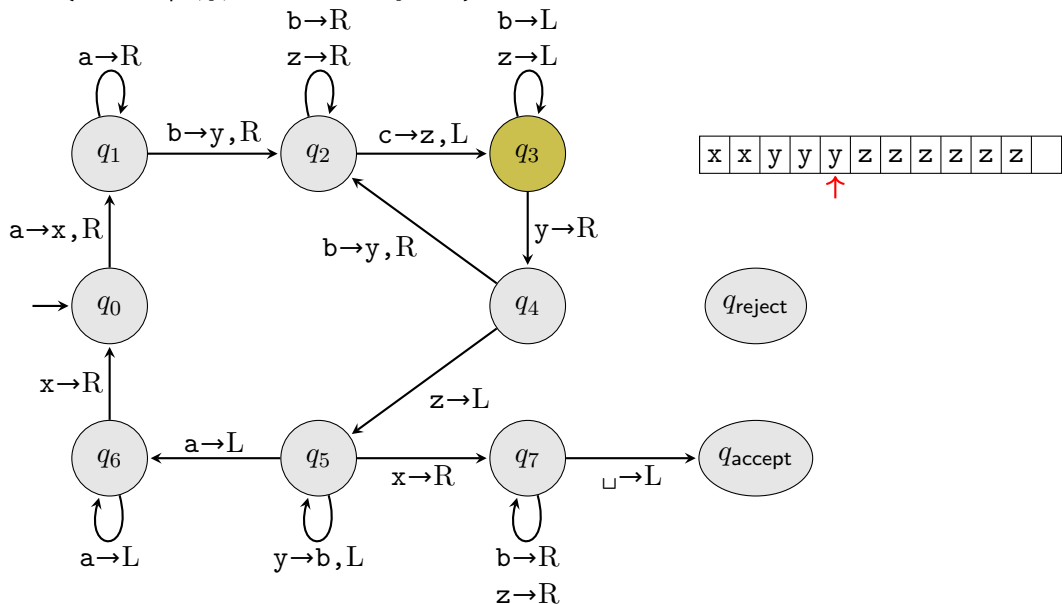 b→R
z→R
b→L
z→L
a→R
q1
b→y,R
q2
c→z,L
q3
x x y y y z z z z z z
a→x,R
b→y,R
y→R
q0
q4
qreject
x→R
z→L
q6
a→L
q5
x→R
q7
␣→L
qaccept
a→L
y→b,L
b→R
z→R